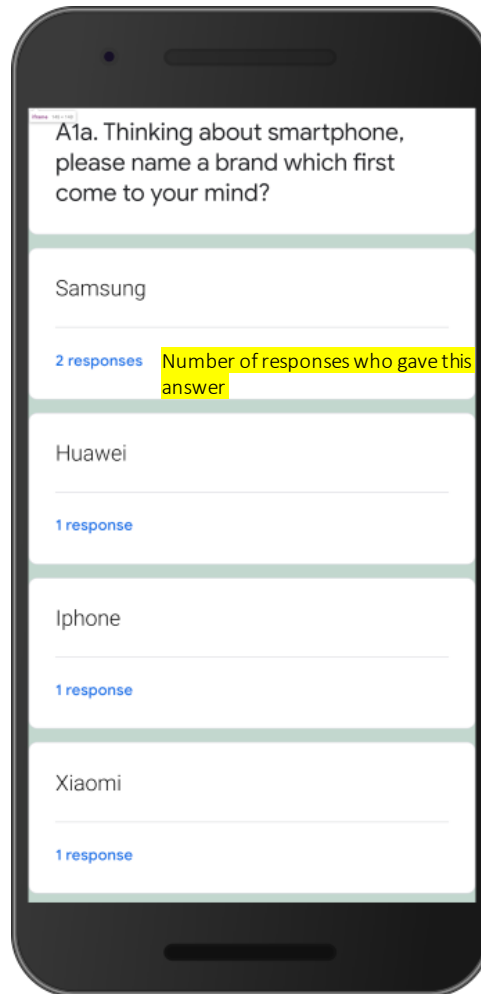 A1a. Thinking about smartphone,
please name a brand which first
come to your mind?
Samsung
2 responses
Number of responses who gave this
answer
Huawei
1 response
Iphone
1 response
Xiaomi
1 response